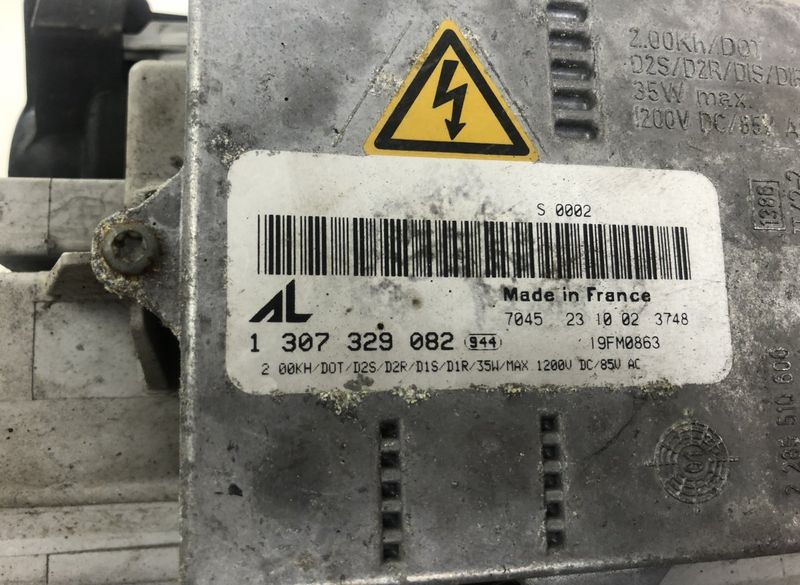 2.00Kh/DOT
D2S/D2R/D1S/D1
35W max.
1200V DC/85V A
1386
S 0002
AL
Made in France
7045 23 10 02 3748
1 307 329 082 944 19FM0863
2 00KH/DOT/D2S/D2R/D1S/D1R/35W/MAX 1200V DC/85V AC